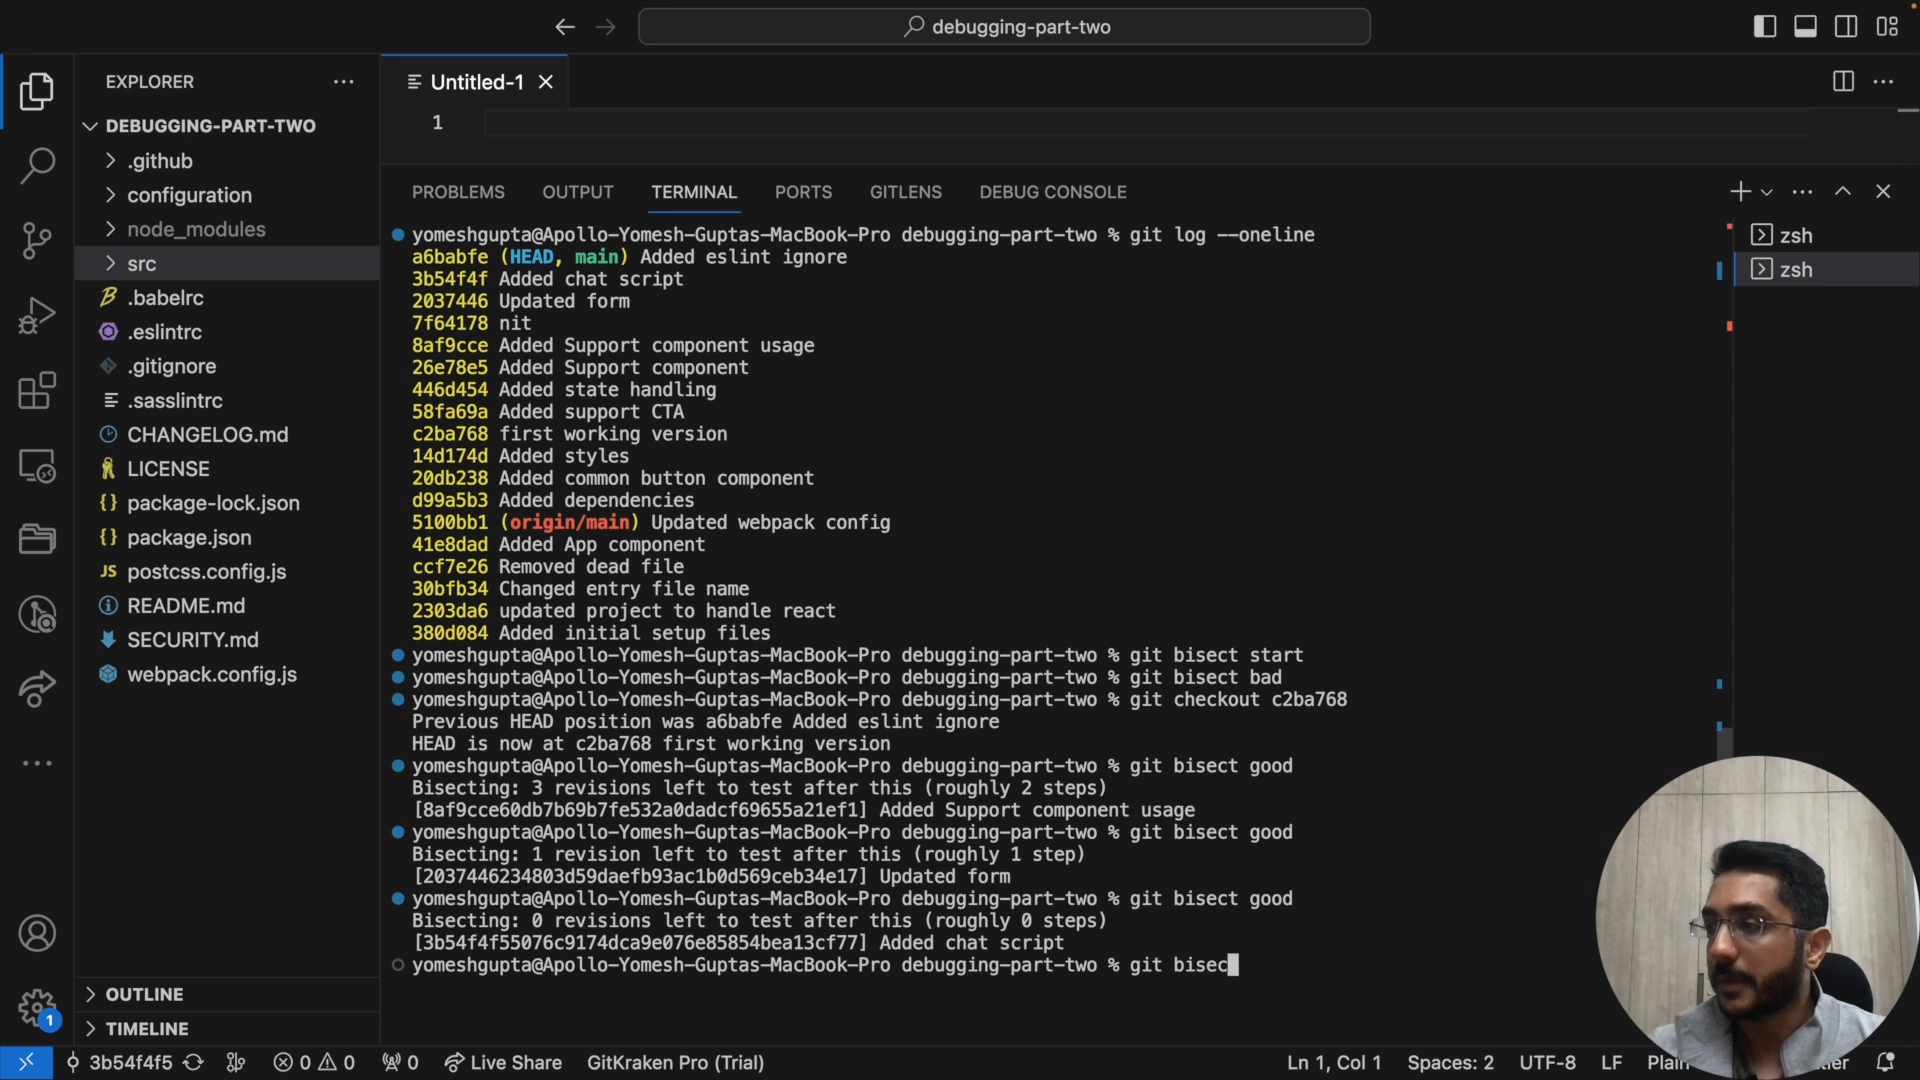 debugging-part-two
EXPLORER
Untitled-1
DEBUGGING-PART-TWO
.github
configuration
node_modules
src
.babelrc
.eslintrc
.gitignore
.sasslintrc
CHANGELOG.md
LICENSE
package-lock.json
package.json
postcss.config.js
README.md
SECURITY.md
webpack.config.js
OUTLINE
TIMELINE
1
1
PROBLEMS OUTPUT TERMINAL PORTS GITLENS DEBUG CONSOLE
zsh
zsh
yomeshgupta@Apollo-Yomesh-Guptas-MacBook-Pro debugging-part-two % git log --oneline
a6babfe (HEAD, main) Added eslint ignore
3b54f4f Added chat script
2037446 Updated form
7f64178 nit
8af9cce Added Support component usage
26e78e5 Added Support component
446d454 Added state handling
58fa69a Added support CTA
c2ba768 first working version
14d174d Added styles
20db238 Added common button component
d99a5b3 Added dependencies
5100bb1 (origin/main) Updated webpack config
41e8dad Added App component
ccf7e26 Removed dead file
30bfb34 Changed entry file name
2303da6 updated project to handle react
380d084 Added initial setup files
yomeshgupta@Apollo-Yomesh-Guptas-MacBook-Pro debugging-part-two % git bisect start
yomeshgupta@Apollo-Yomesh-Guptas-MacBook-Pro debugging-part-two % git bisect bad
yomeshgupta@Apollo-Yomesh-Guptas-MacBook-Pro debugging-part-two % git checkout c2ba768
Previous HEAD position was a6babfe Added eslint ignore
HEAD is now at c2ba768 first working version
yomeshgupta@Apollo-Yomesh-Guptas-MacBook-Pro debugging-part-two % git bisect good
Bisecting: 3 revisions left to test after this (roughly 2 steps)
[8af9cce60db7b69b7fe532a0dadcf69655a21ef1] Added Support component usage
yomeshgupta@Apollo-Yomesh-Guptas-MacBook-Pro debugging-part-two % git bisect good
Bisecting: 1 revision left to test after this (roughly 1 step)
[2037446234803d59daefb93ac1b0d569ceb34e17] Updated form
yomeshgupta@Apollo-Yomesh-Guptas-MacBook-Pro debugging-part-two % git bisect good
Bisecting: 0 revisions left to test after this (roughly 0 steps)
[3b54f4f55076c9174dca9e076e85854bea13cf77] Added chat script
yomeshgupta@Apollo-Yomesh-Guptas-MacBook-Pro debugging-part-two % git bisec
3b54f4f5 0 0 0 Live Share GitKraken Pro (Trial) Ln 1, Col 1 Spaces: 2 UTF-8 LF